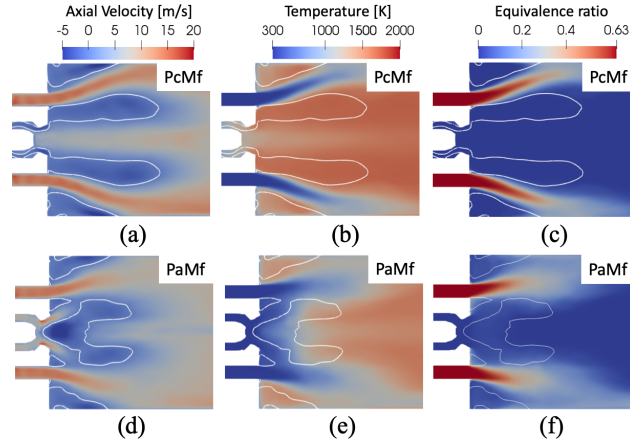 Axial Velocity [m/s] Temperature [K] Equivalence ratio
-5 0 5 10 15 20 300 1000 1500 2000 0 0.2 0.4 0.63
PcMf PcMf PcMf
(a) (b) (c)
PaMf PaMf PaMf
(d) (e) (f)